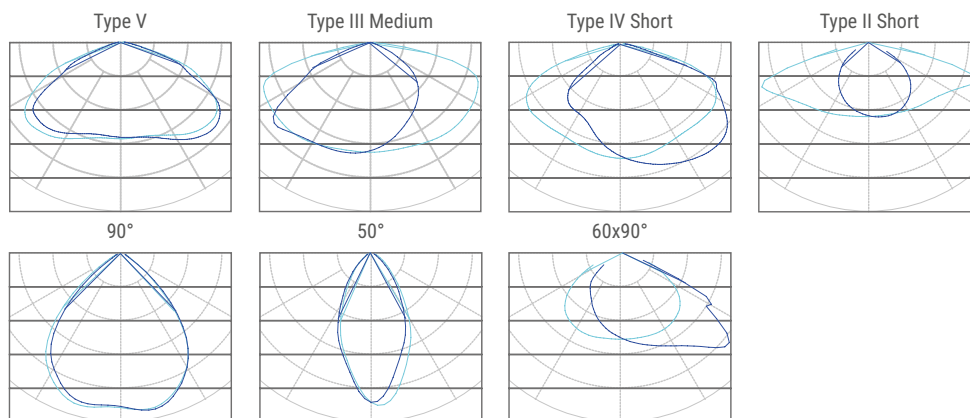 Type V
Type III Medium
Type IV Short
Type II Short
90°
50°
60x90°